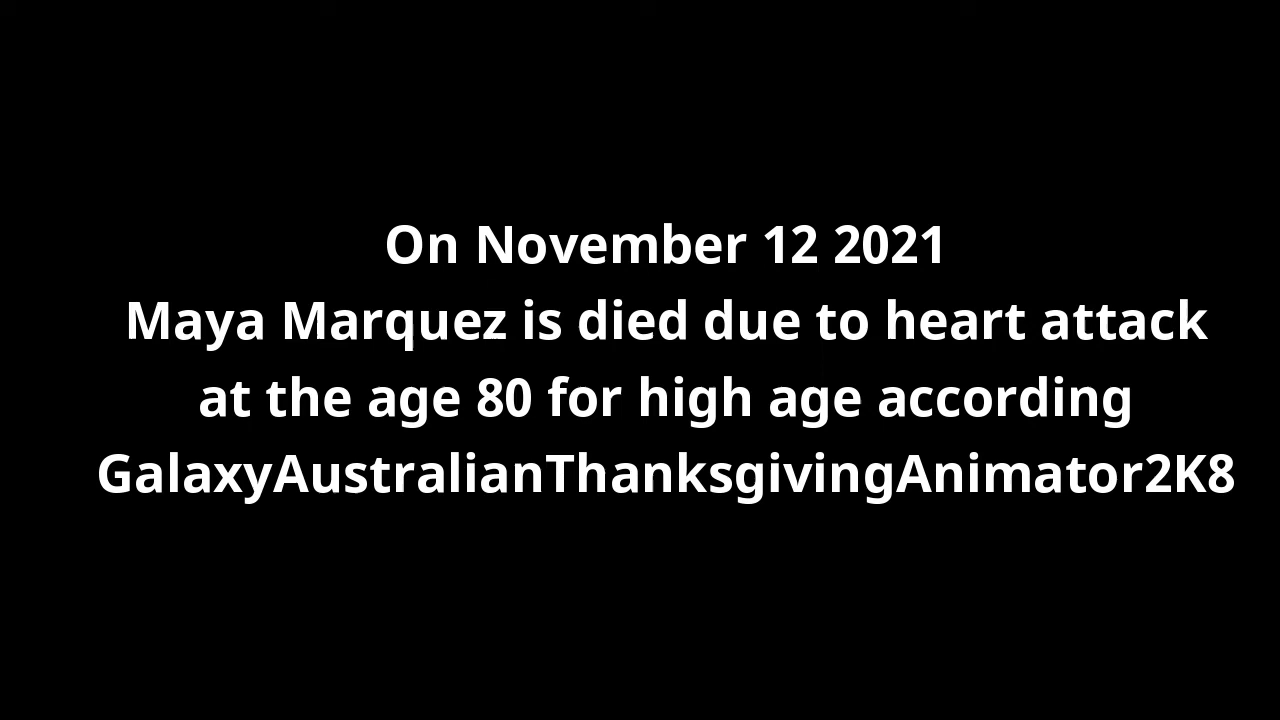 On November 12 2021
Maya Marquez is died due to heart attack
at the age 80 for high age according
GalaxyAustralianThanksgivingAnimator2K8